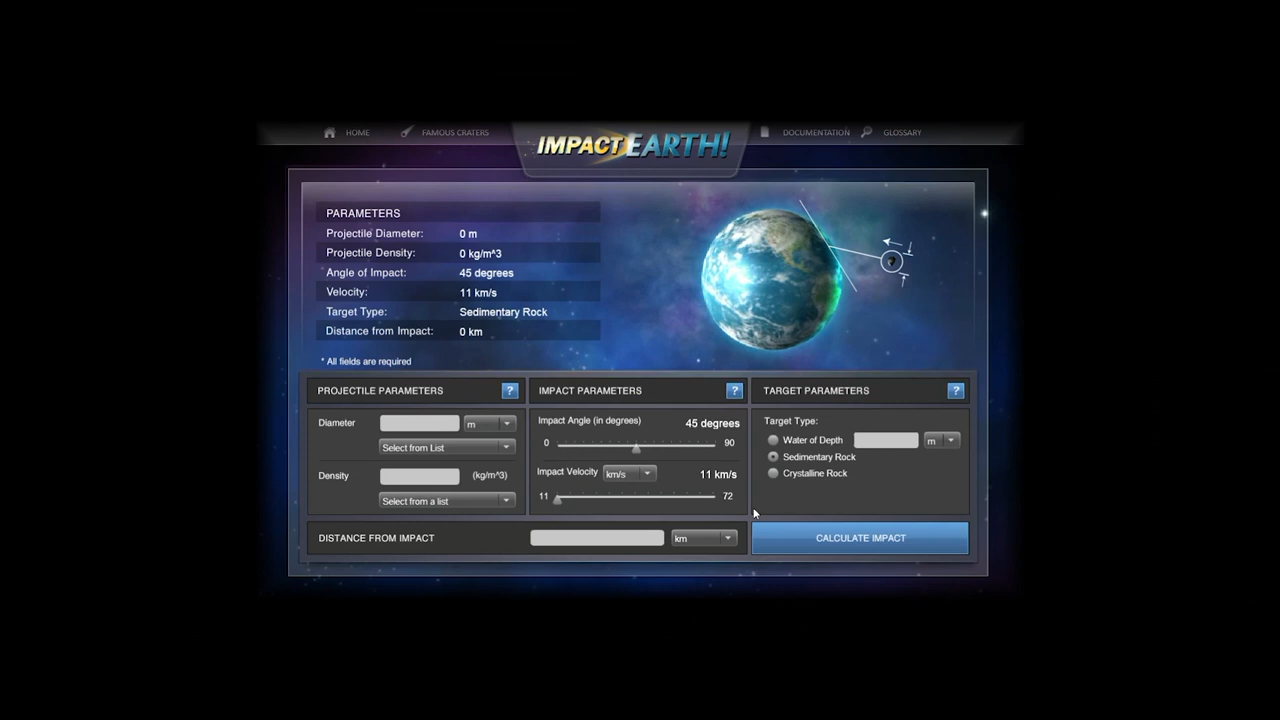 HOME
FAMOUS CRATERS
IMPACT EARTH!
DOCUMENTATION
GLOSSARY
PARAMETERS
Projectile Diameter: 0 m
Projectile Density: 0 kg/m^3
Angle of Impact: 45 degrees
Velocity: 11 km/s
Target Type: Sedimentary Rock
Distance from Impact: 0 km
* All fields are required
PROJECTILE PARAMETERS ?
Diameter m
Select from List
Density (kg/m^3)
Select from a list
IMPACT PARAMETERS ?
Impact Angle (in degrees) 45 degrees
0 90
Impact Velocity km/s 11 km/s
11 72
TARGET PARAMETERS ?
Target Type:
Water of Depth m
Sedimentary Rock
Crystalline Rock
DISTANCE FROM IMPACT km
CALCULATE IMPACT